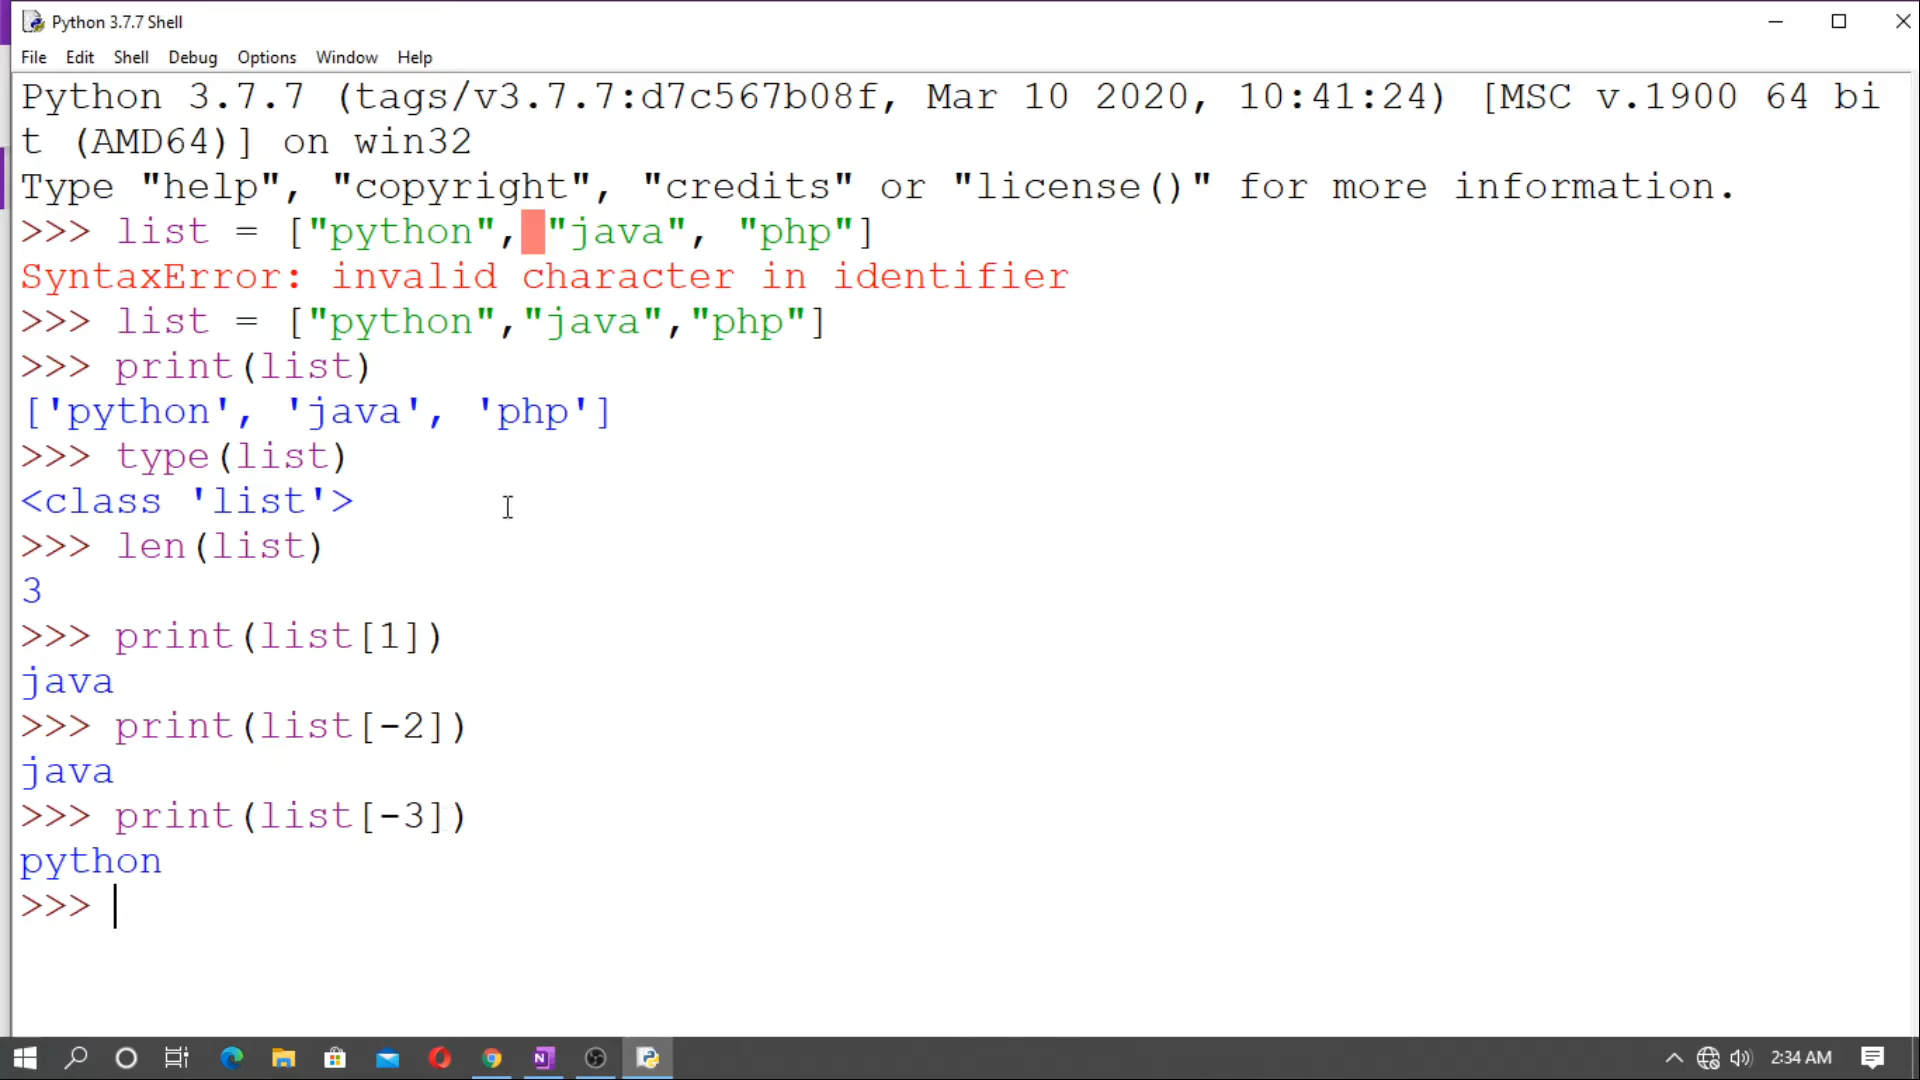 Python 3.7.7 Shell
File Edit Shell Debug Options Window Help
Python 3.7.7 (tags/v3.7.7:d7c567b08f, Mar 10 2020, 10:41:24) [MSC v.1900 64 bi
t (AMD64)] on win32
Type "help", "copyright", "credits" or "license()" for more information.
>>> list = ["python", "java", "php"]
SyntaxError: invalid character in identifier
>>> list = ["python","java","php"]
>>> print(list)
['python', 'java', 'php']
>>> type(list)
<class 'list'>
>>> len(list)
3
>>> print(list[1])
java
>>> print(list[-2])
java
>>> print(list[-3])
python
>>>
2:34 AM